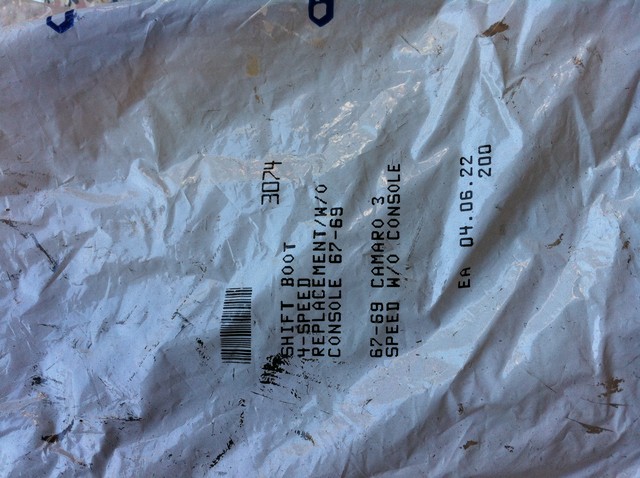 3074
SHIFT BOOT
4-SPEED
REPLACEMENT/W/O
CONSOLE 67-69
67-69 CAMARO 3
SPEED W/O CONSOLE
EA 04.06.22
200